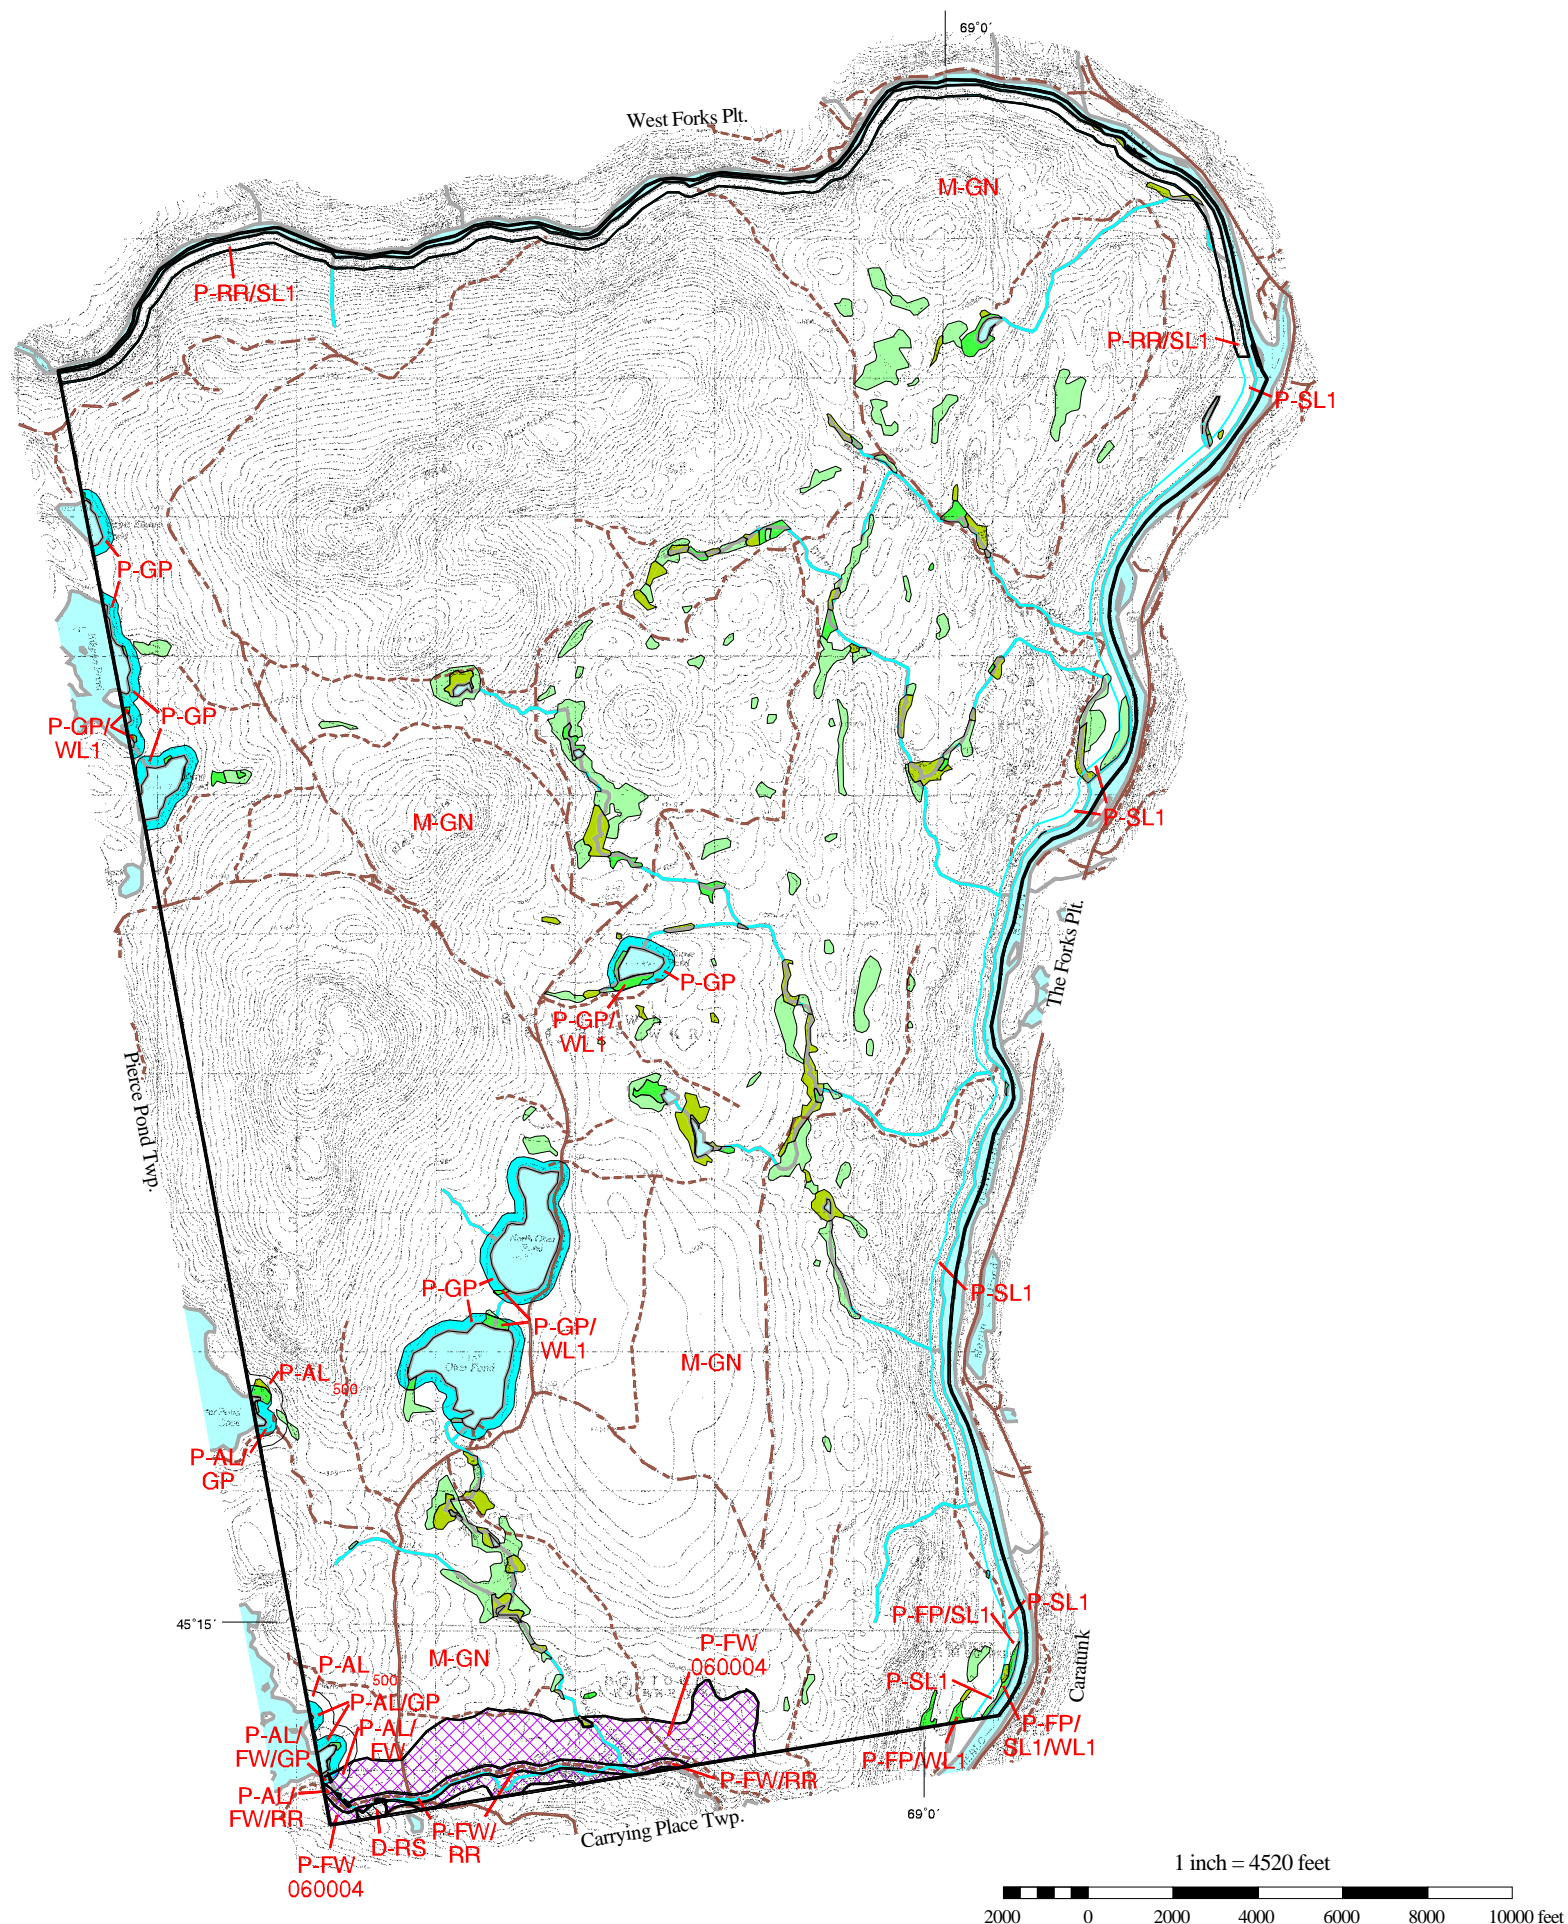 69°0´
West Forks Plt.
M-GN
P-RR/SL1
P-RR/SL1
P-SL1
P-GP
P-GP/
WL1
P-GP
M-GN
P-SL1
The Forks Plt.
P-GP
P-GP/
WL1
Pierce Pond Twp.
P-GP
P-SL1
P-GP/
WL1
M-GN
P-AL
500
P-AL/
GP
45°15´
P-FP/SL1
P-SL1
M-GN
P-FW
060004
P-AL
500
P-AL/GP
P-SL1
Caratunk
P-AL/
FW/GP
P-AL/
FW
P-FP/
SL1/WL1
P-FP/WL1
P-FW/RR
P-AL/
FW/RR
D-RS
P-FW/
RR
Carrying Place Twp.
69°0´
P-FW
060004
1 inch = 4520 feet
2000 0 2000 4000 6000 8000 10000 feet